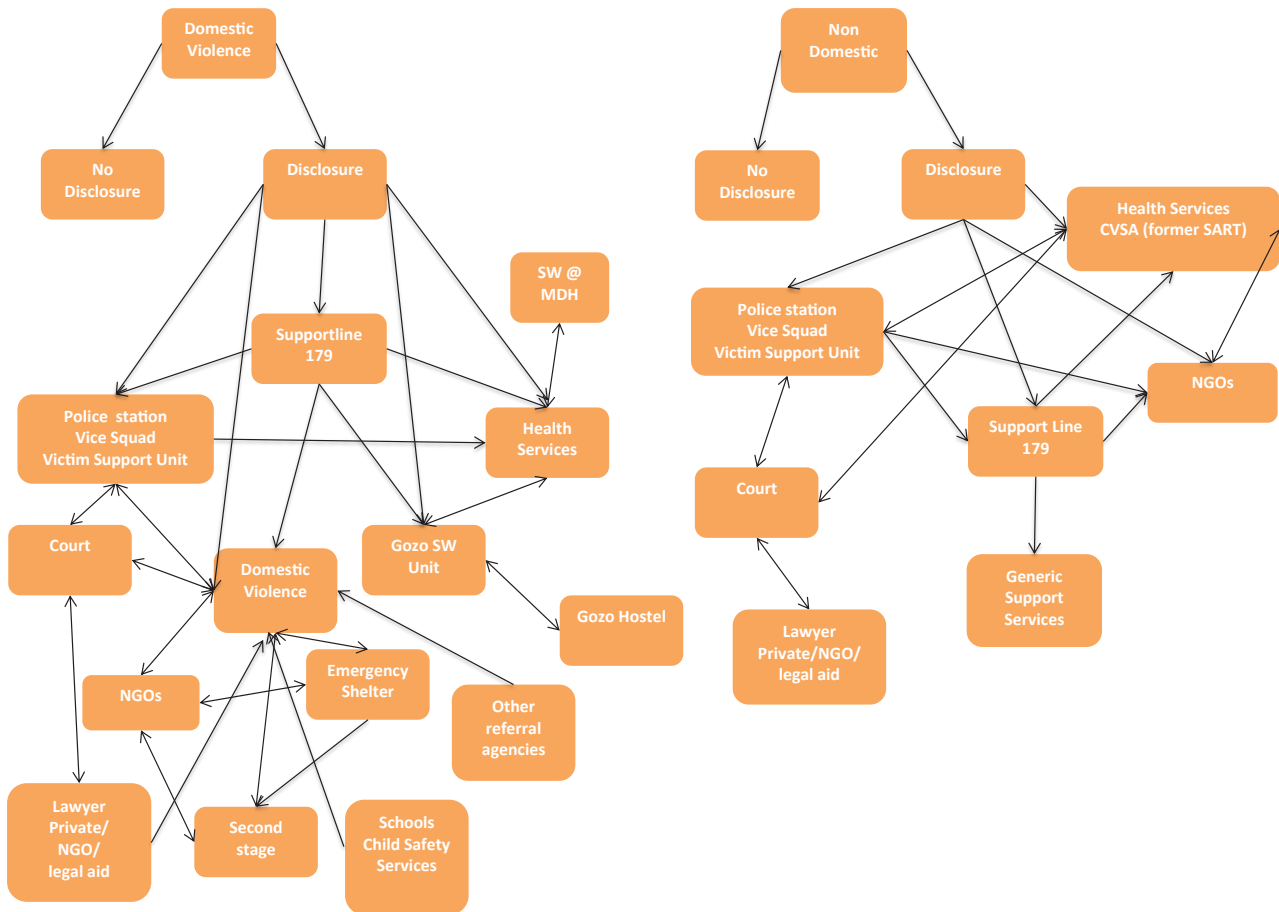 Domestic
Violence
No
Disclosure
Disclosure
SW @
MDH
Supportline
179
Police station
Vice Squad
Victim Support Unit
Health
Services
Court
Domestic
Violence
Gozo SW
Unit
Gozo Hostel
NGOs
Emergency
Shelter
Other
referral
agencies
Lawyer
Private/
NGO/
legal aid
Second
stage
Schools
Child Safety
Services
Non
Domestic
No
Disclosure
Disclosure
Health Services
CVSA (former SART)
Police station
Vice Squad
Victim Support Unit
NGOs
Support Line
179
Court
Generic
Support
Services
Lawyer
Private/NGO/
legal aid